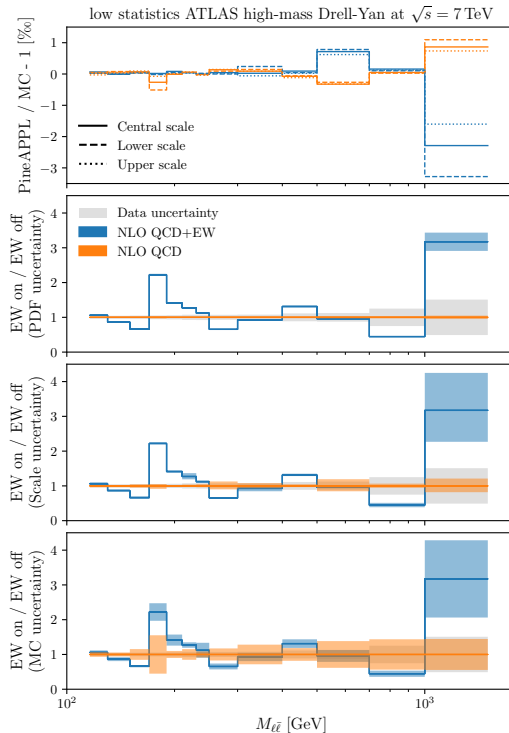 low statistics ATLAS high-mass Drell-Yan at √s = 7 TeV
PineAPPL / MC - 1 [‰]
1
0
−1
−2
−3
Central scale
Lower scale
Upper scale
EW on / EW off
(PDF uncertainty)
4
3
2
1
0
Data uncertainty
NLO QCD+EW
NLO QCD
EW on / EW off
(Scale uncertainty)
4
3
2
1
0
EW on / EW off
(MC uncertainty)
4
3
2
1
0
10²
10³
M_{ℓℓ̄} [GeV]